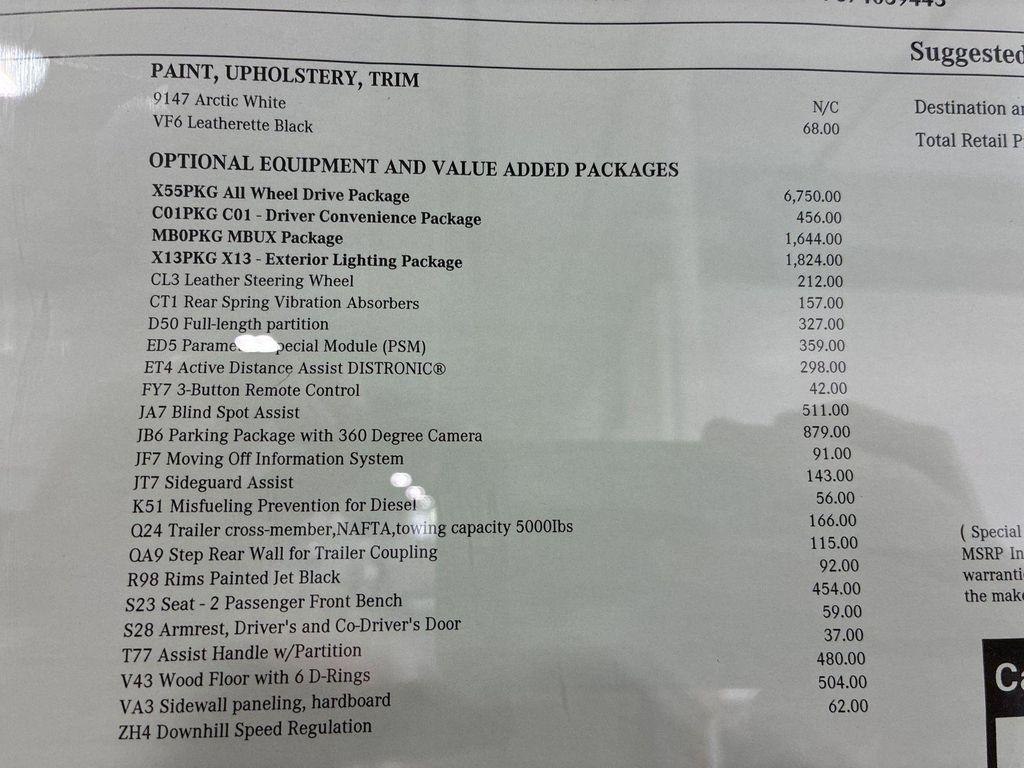 Suggested
PAINT, UPHOLSTERY, TRIM
9147 Arctic White N/C Destination
VF6 Leatherette Black 68.00 Total Retail
OPTIONAL EQUIPMENT AND VALUE ADDED PACKAGES
X55PKG All Wheel Drive Package 6,750.00
C01PKG C01 - Driver Convenience Package 456.00
MB0PKG MBUX Package 1,644.00
X13PKG X13 - Exterior Lighting Package 1,824.00
CL3 Leather Steering Wheel 212.00
CT1 Rear Spring Vibration Absorbers 157.00
D50 Full-length partition 327.00
ED5 Module (PSM) 359.00
ET4 Active Distance Assist DISTRONIC® 298.00
FY7 3-Button Remote Control 42.00
JA7 Blind Spot Assist 511.00
JB6 Parking Package with 360 Degree Camera 879.00
JF7 Moving Off Information System 91.00
JT7 Sideguard Assist 143.00
K51 Misfueling Prevention for Diesel 56.00
Q24 Trailer cross-member,NAFTA,towing capacity 5000Ibs 166.00
QA9 Step Rear Wall for Trailer Coupling 115.00
R98 Rims Painted Jet Black 92.00
S23 Seat - 2 Passenger Front Bench 454.00
S28 Armrest, Driver's and Co-Driver's Door 59.00
T77 Assist Handle w/Partition 37.00
V43 Wood Floor with 6 D-Rings 480.00
VA3 Sidewall paneling, hardboard 504.00
ZH4 Downhill Speed Regulation 62.00
( Special
MSRP
the